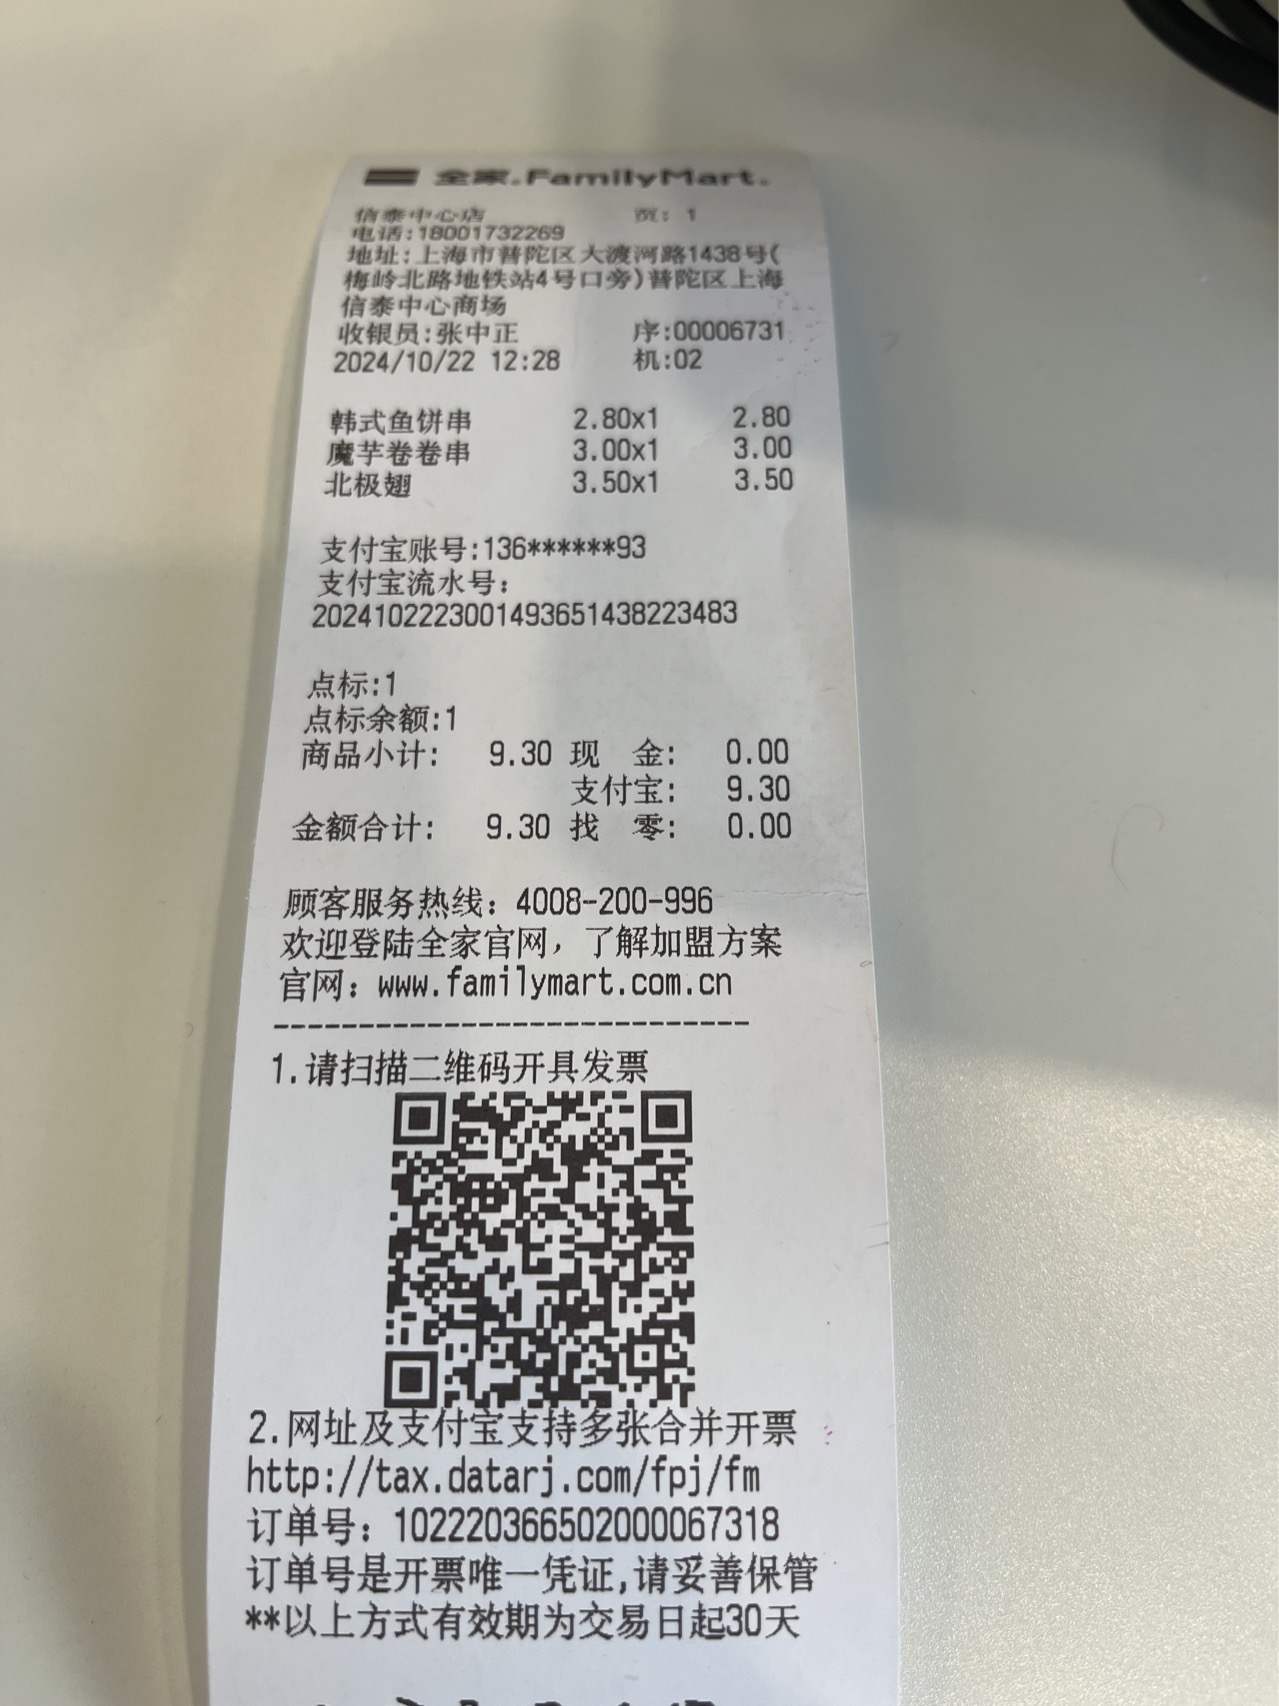 全家.FamilyMart.
信泰中心店 页: 1
电话:18001732269
地址:上海市普陀区大渡河路1438号(
梅岭北路地铁站4号口旁)普陀区上海
信泰中心商场
收银员:张中正 序:00006731
2024/10/22 12:28 机:02
韩式鱼饼串 2.80x1 2.80
魔芋卷卷串 3.00x1 3.00
北极翅 3.50x1 3.50
支付宝账号:136******93
支付宝流水号:
2024102223001493651438223483
点标:1
点标余额:1
商品小计: 9.30 现 金: 0.00
支付宝: 9.30
金额合计: 9.30 找 零: 0.00
顾客服务热线: 4008-200-996
欢迎登陆全家官网，了解加盟方案
官网: www.familymart.com.cn
----------------------------
1.请扫描二维码开具发票
2.网址及支付宝支持多张合并开票
http://tax.datarj.com/fpj/fm
订单号: 102220366502000067318
订单号是开票唯一凭证,请妥善保管
**以上方式有效期为交易日起30天